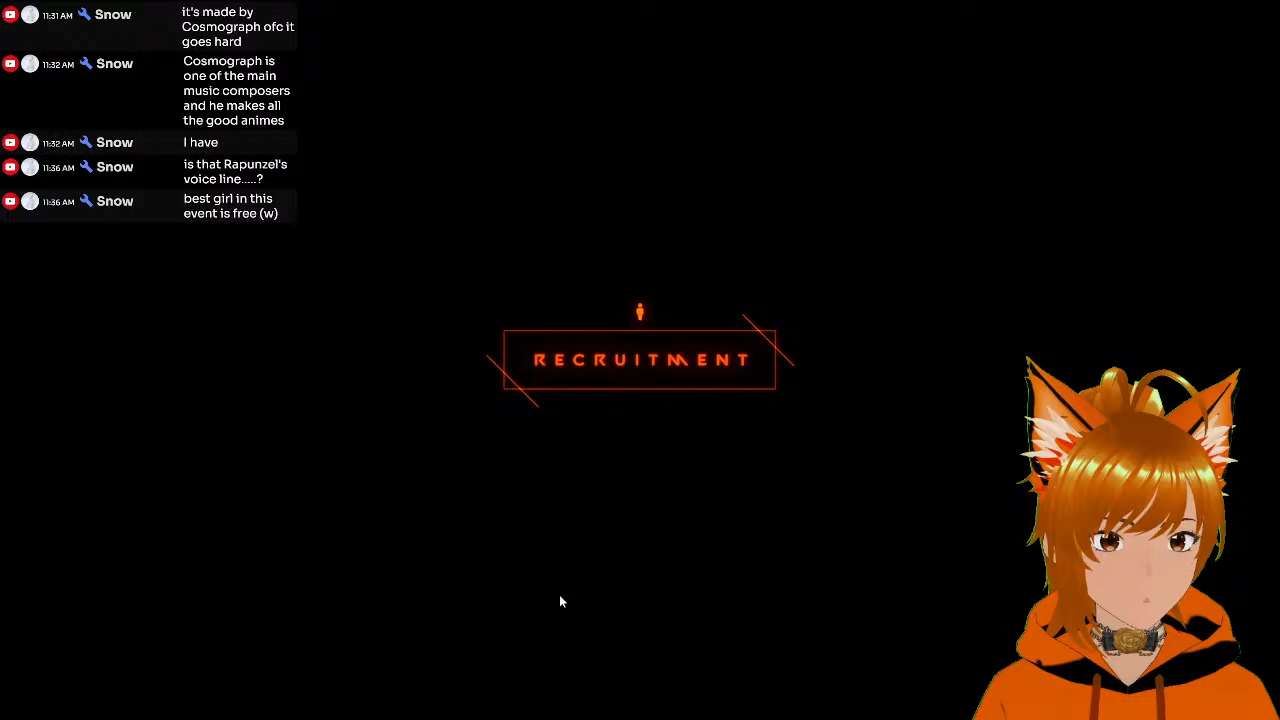 11:31 AM Snow it's made by
Cosmograph ofc it
goes hard
11:32 AM Snow Cosmograph is
one of the main
music composers
and he makes all
the good animes
11:32 AM Snow I have
11:36 AM Snow is that Rapunzel's
voice line.....?
11:36 AM Snow best girl in this
event is free (w)
RECRUITMENT